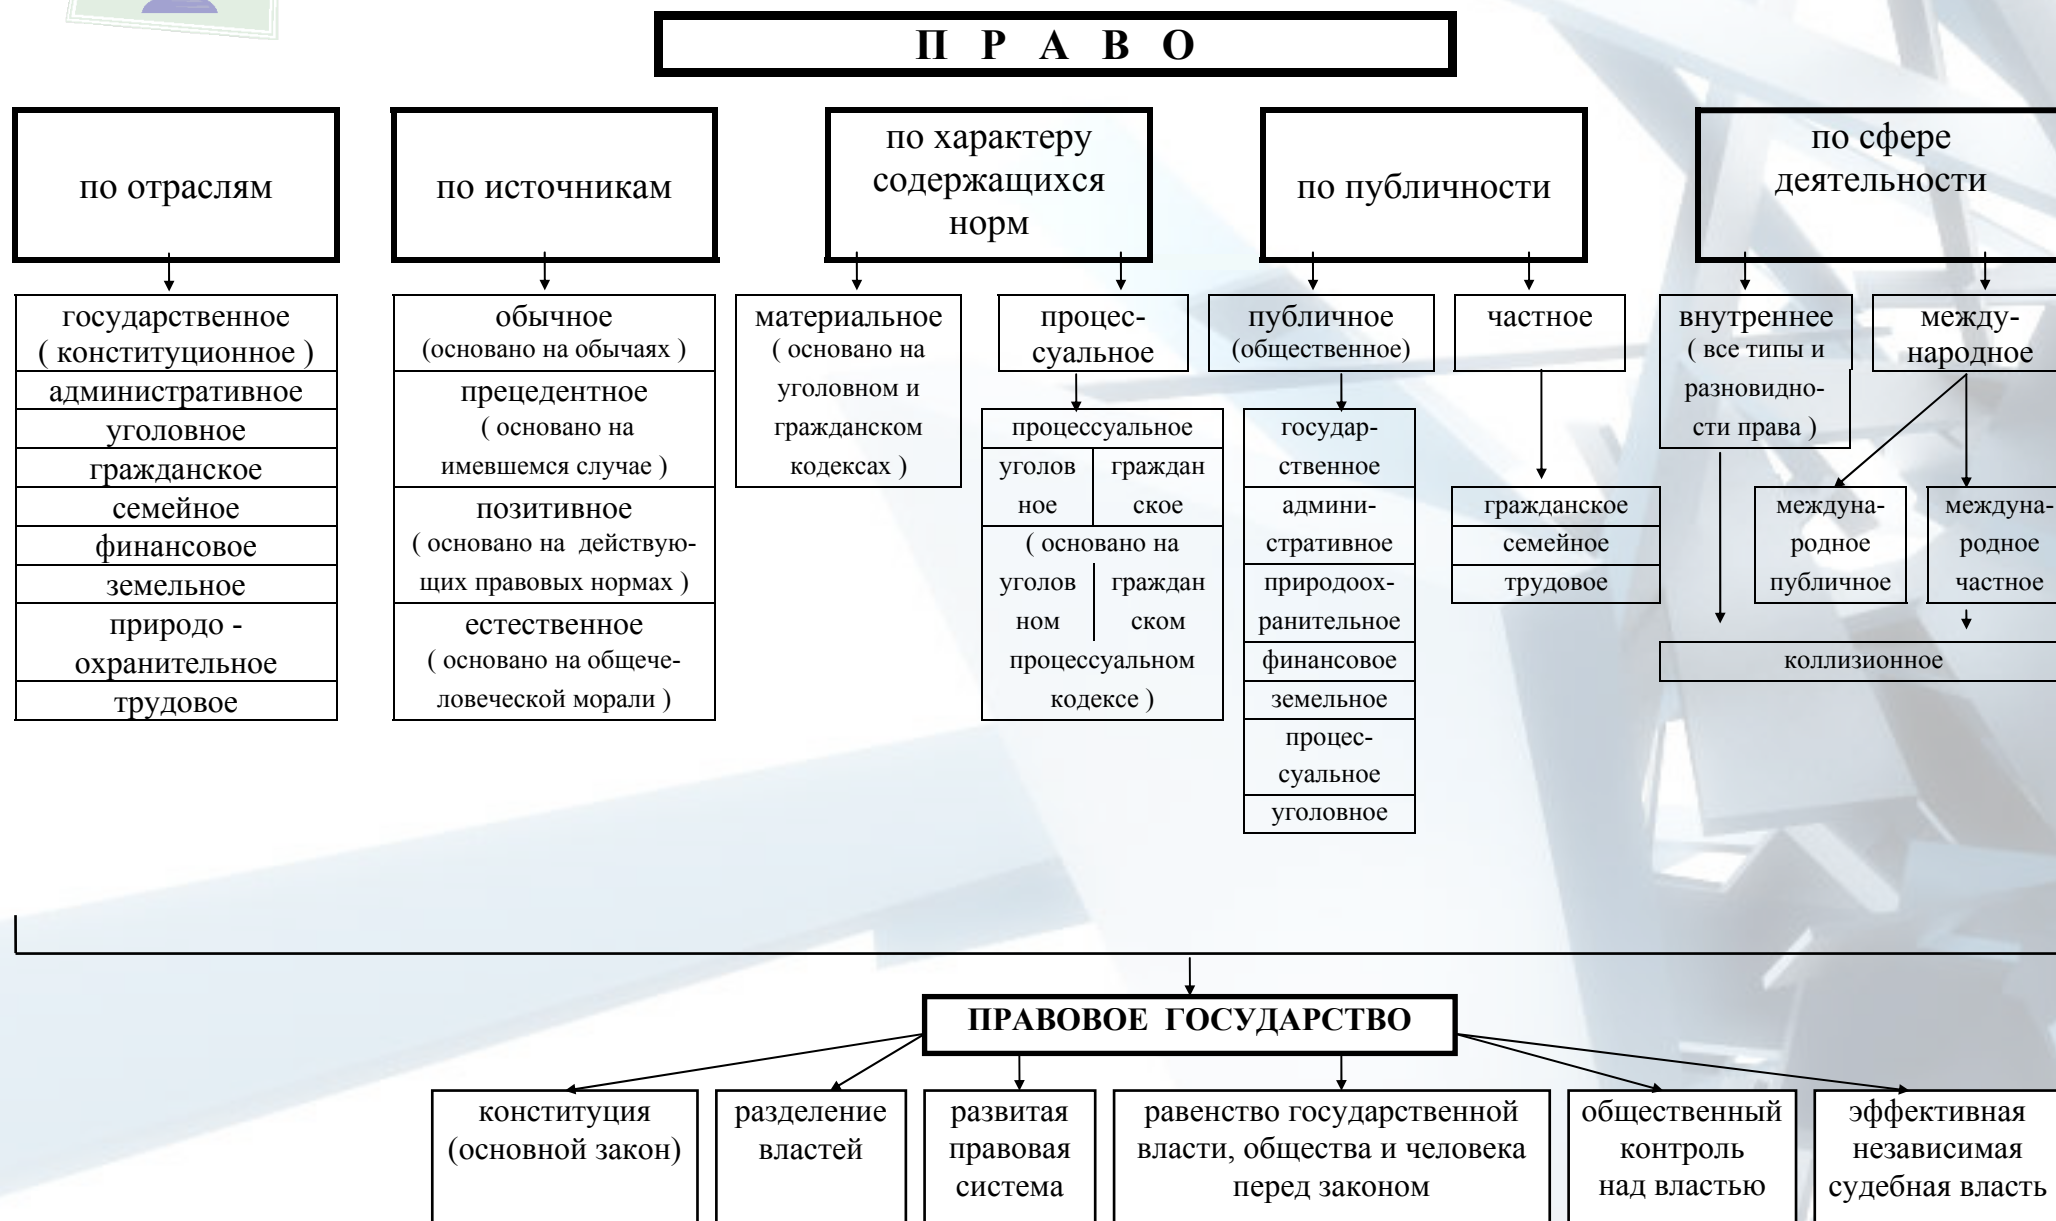 П Р А В О
по отраслям
по источникам
по характеру
содержащихся
норм
по публичности
по сфере
деятельности
государственное
( конституционное )
административное
уголовное
гражданское
семейное
финансовое
земельное
природо -
охранительное
трудовое
обычное
(основано на обычаях )
прецедентное
( основано на
имевшемся случае )
позитивное
( основано на действую-
щих правовых нормах )
естественное
( основано на общече-
ловеческой морали )
материальное
( основано на
уголовном и
гражданском
кодексах )
процес-
суальное
процессуальное
уголов
ное
граждан
ское
( основано на
уголов
ном
граждан
ском
процессуальном
кодексе )
публичное
(общественное)
государ-
ственное
админи-
стративное
природоох-
ранительное
финансовое
земельное
процес-
суальное
уголовное
частное
гражданское
семейное
трудовое
внутреннее
( все типы и
разновидно-
сти права )
между-
народное
междуна-
родное
публичное
междуна-
родное
частное
коллизионное
ПРАВОВОЕ ГОСУДАРСТВО
конституция
(основной закон)
разделение
властей
развитая
правовая
система
равенство государственной
власти, общества и человека
перед законом
общественный
контроль
над властью
эффективная
независимая
судебная власть